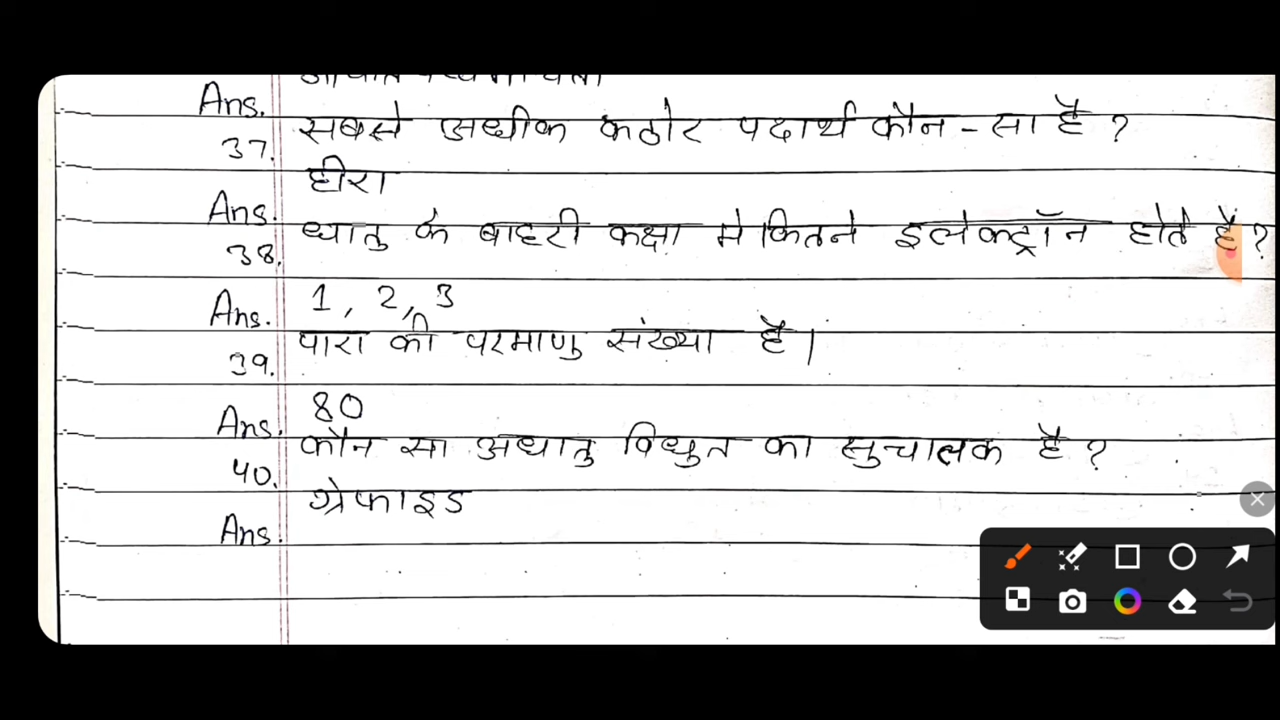 Ans.
37. सबसे अधीक कठोर पदार्थ कौन - सा है ?
Ans. हीरा
38. ध्धातु के बाहरी कक्षा मे कितने इलेक्ट्रॉन होते है ?
Ans. 1, 2, 3
39. पारा की परमाणु संख्या है।
Ans. 80
40. कौन सा अधातु विधुत का सुचालक है ?
Ans. ग्रेफाइड